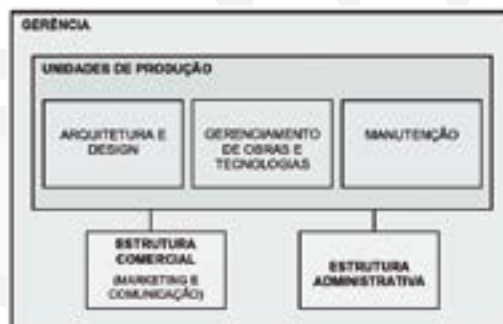 GERÊNCIA
UNIDADES DE PRODUÇÃO
ARQUITETURA E
DESIGN
GERENCIAMENTO
DE OBRAS E
TECNOLOGIAS
MANUTENÇÃO
ESTRUTURA
COMERCIAL
(MARKETING E
COMUNICAÇÃO)
ESTRUTURA
ADMINISTRATIVA